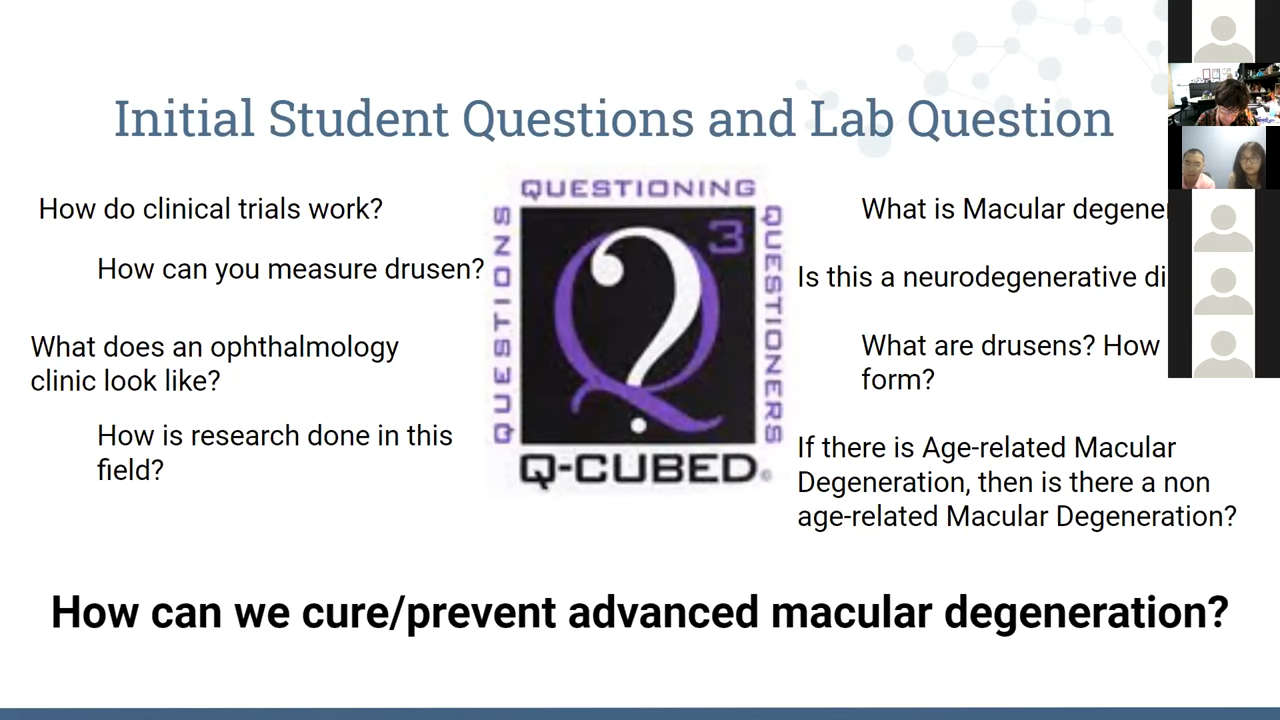 Initial Student Questions and Lab Question
How do clinical trials work?
How can you measure drusen?
What does an ophthalmology
clinic look like?
How is research done in this
field?
QUESTIONING
QUESTIONS
3
QUESTIONERS
Q-CUBED
What is Macular
Is this a neurodegenerative
What are drusens? How
form?
If there is Age-related Macular
Degeneration, then is there a non
age-related Macular Degeneration?
How can we cure/prevent advanced macular degeneration?